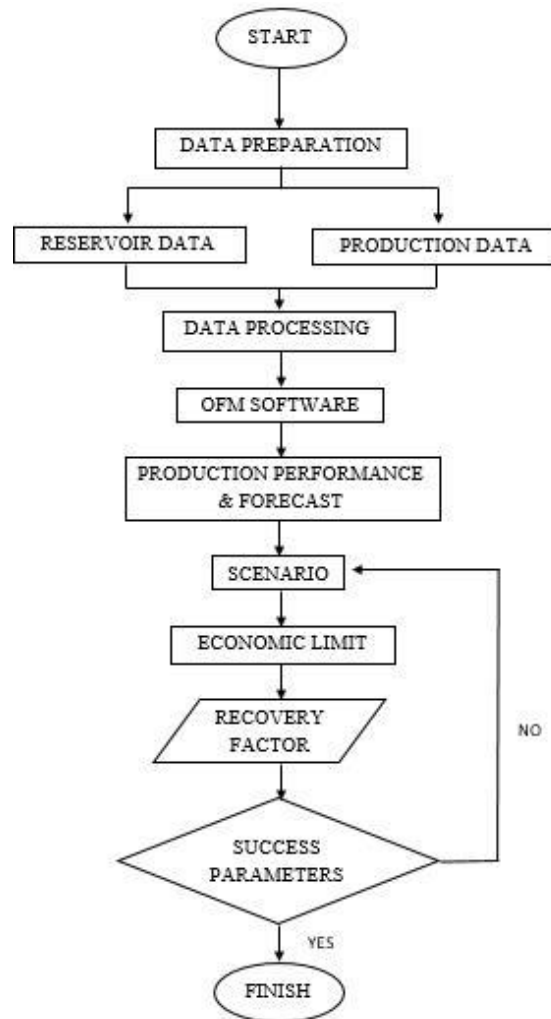 START
DATA PREPARATION
RESERVOIR DATA
PRODUCTION DATA
DATA PROCESSING
OFM SOFTWARE
PRODUCTION PERFORMANCE
& FORECAST
SCENARIO
ECONOMIC LIMIT
RECOVERY
FACTOR
NO
SUCCESS
PARAMETERS
YES
FINISH